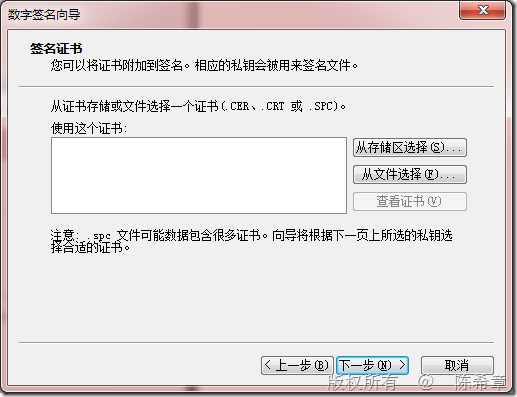 数字签名向导
签名证书
您可以将证书附加到签名。相应的私钥会被用来签名文件。
从证书存储或文件选择一个证书(.CER、.CRT 或 .SPC)。
使用这个证书:
从存储区选择(S)...
从文件选择(F)...
查看证书(V)
注意: .spc 文件可能数据包含很多证书。向导将根据下一页上所选的私钥选
择合适的证书。
< 上一步(B)
下一步(N) >
取消
版权所有 @ 陈希章